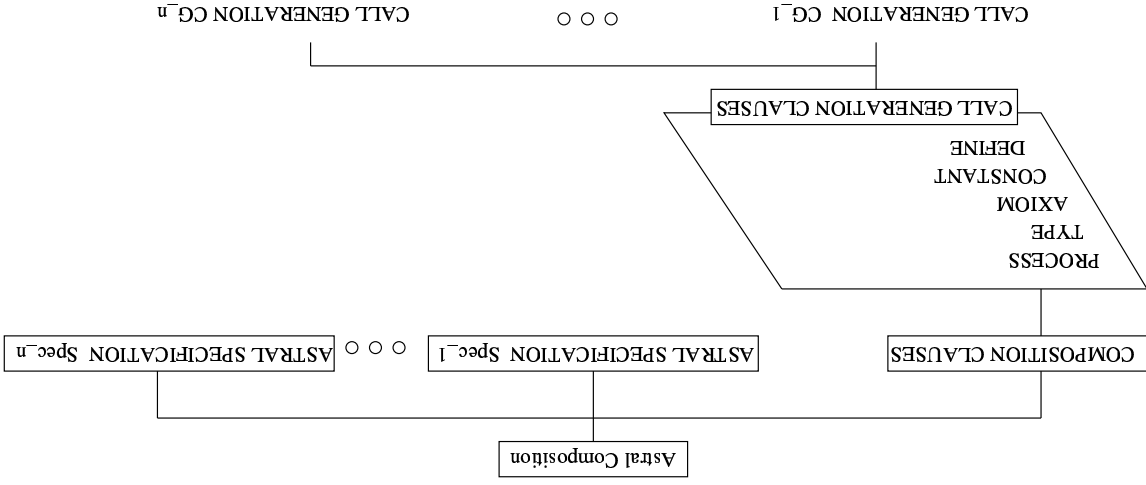 Astral Composition
COMPOSITION CLAUSES
ASTRAL SPECIFICATION Spec_1
ASTRAL SPECIFICATION Spec_n
PROCESS
TYPE
AXIOM
CONSTANT
DEFINE
CALL GENERATION CLAUSES
CALL GENERATION CG_1
CALL GENERATION CG_n